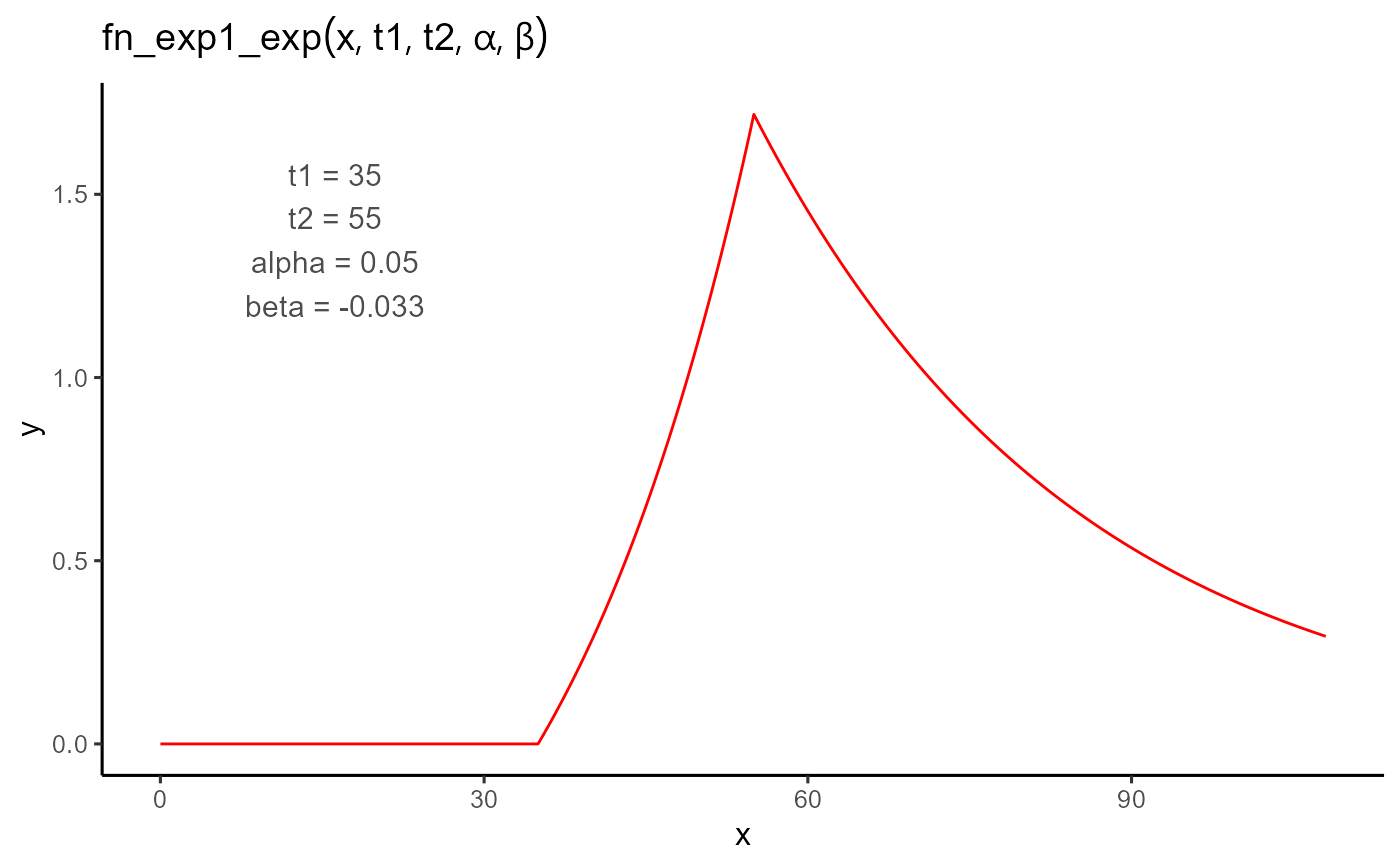 fn_exp1_exp(x, t1, t2, α, β)
t1 = 35
t2 = 55
alpha = 0.05
beta = -0.033
1.5
1.0
0.5
0.0
y
0 30 60 90
x